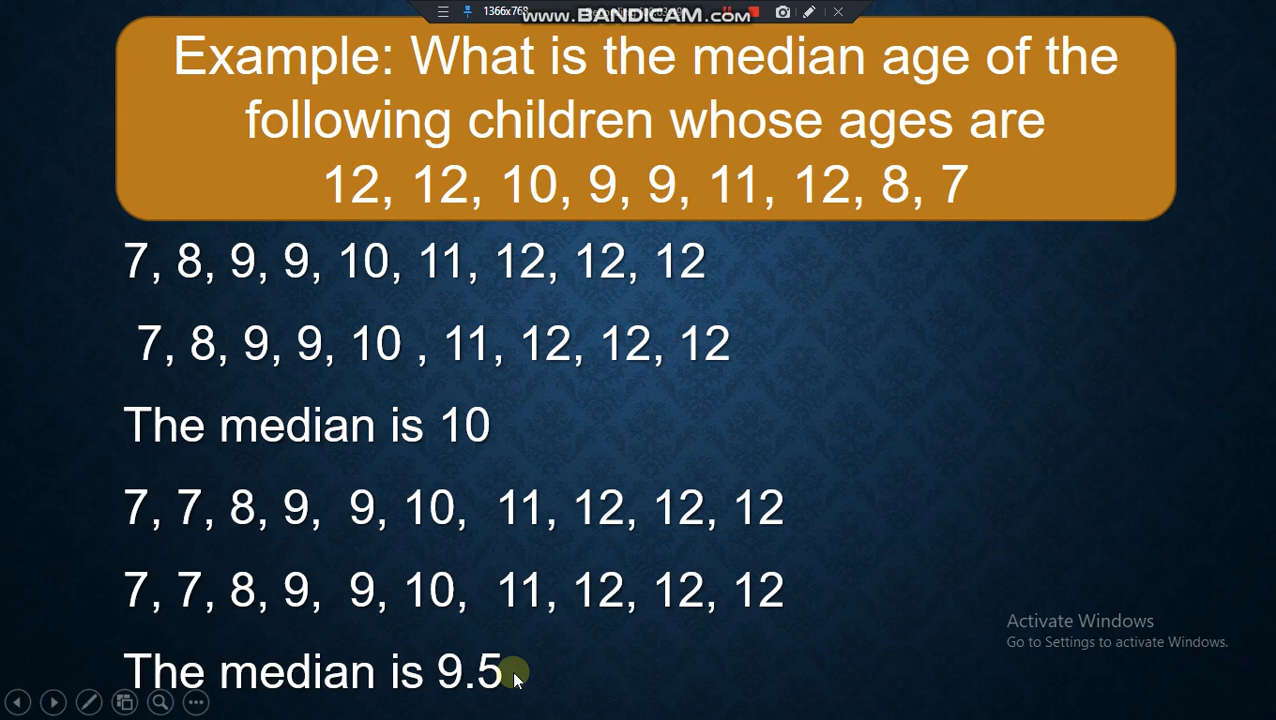 1366x768
www.BANDICAM.com
Example: What is the median age of the
following children whose ages are
12, 12, 10, 9, 9, 11, 12, 8, 7
7, 8, 9, 9, 10, 11, 12, 12, 12
7, 8, 9, 9, 10 , 11, 12, 12, 12
The median is 10
7, 7, 8, 9, 9, 10, 11, 12, 12, 12
7, 7, 8, 9, 9, 10, 11, 12, 12, 12
Activate Windows
Go to Settings to activate Windows.
The median is 9.5